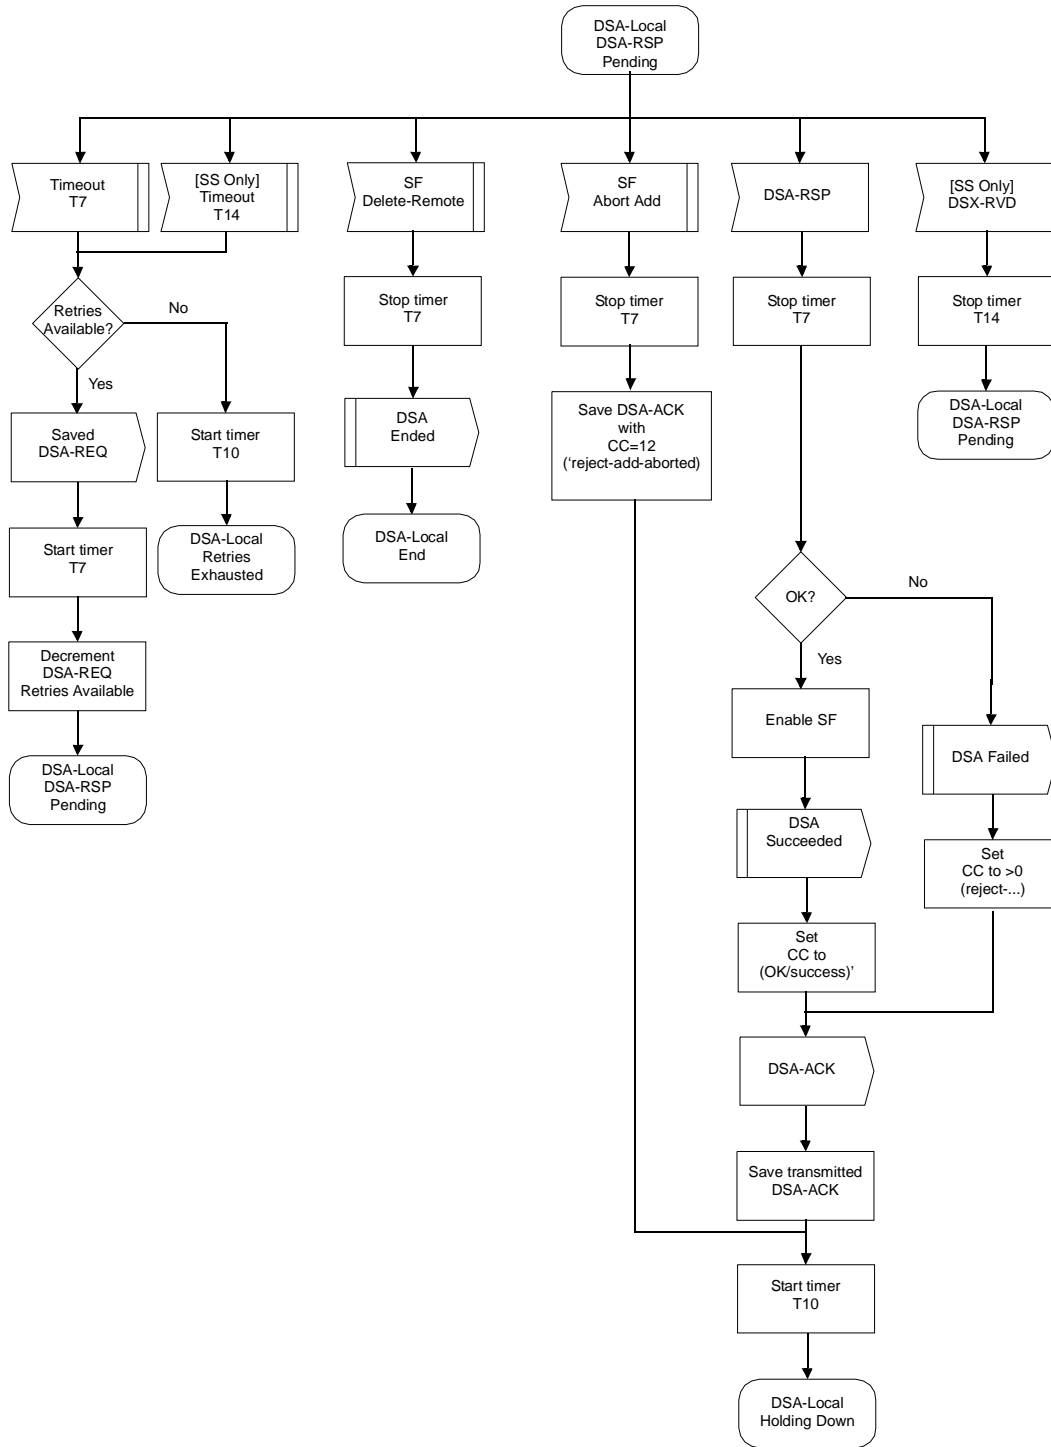 DSA-Local
DSA-RSP
Pending
Timeout
T7
[SS Only]
Timeout
T14
SF
Delete-Remote
SF
Abort Add
DSA-RSP
[SS Only]
DSX-RVD
Retries
Available?
No
Yes
Stop timer
T7
Stop timer
T7
Stop timer
T7
Stop timer
T14
Saved
DSA-REQ
Start timer
T10
DSA
Ended
Save DSA-ACK
with
CC=12
(‘reject-add-aborted)
DSA-Local
DSA-RSP
Pending
Start timer
T7
DSA-Local
Retries
Exhausted
DSA-Local
End
OK?
No
Yes
Decrement
DSA-REQ
Retries Available
Enable SF
DSA Failed
DSA-Local
DSA-RSP
Pending
DSA
Succeeded
Set
CC to >0
(reject-...)
Set
CC to
(OK/success)’
DSA-ACK
Save transmitted
DSA-ACK
Start timer
T10
DSA-Local
Holding Down